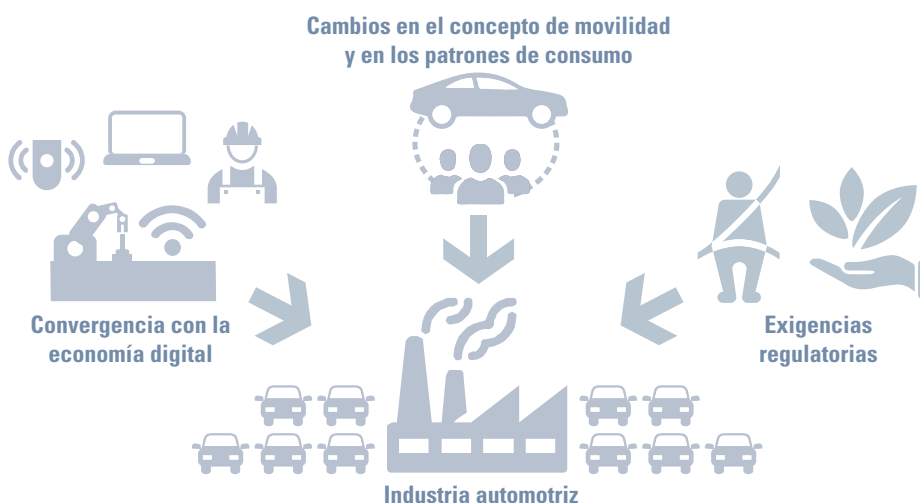 Cambios en el concepto de movilidad
y en los patrones de consumo
Convergencia con la
economía digital
Exigencias
regulatorias
Industria automotriz